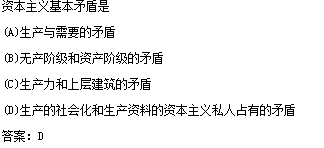 资本主义基本矛盾是
(A)生产与需要的矛盾
(B)无产阶级和资产阶级的矛盾
(C)生产力和上层建筑的矛盾
(D)生产的社会化和生产资料的资本主义私人占有的矛盾
答案: D